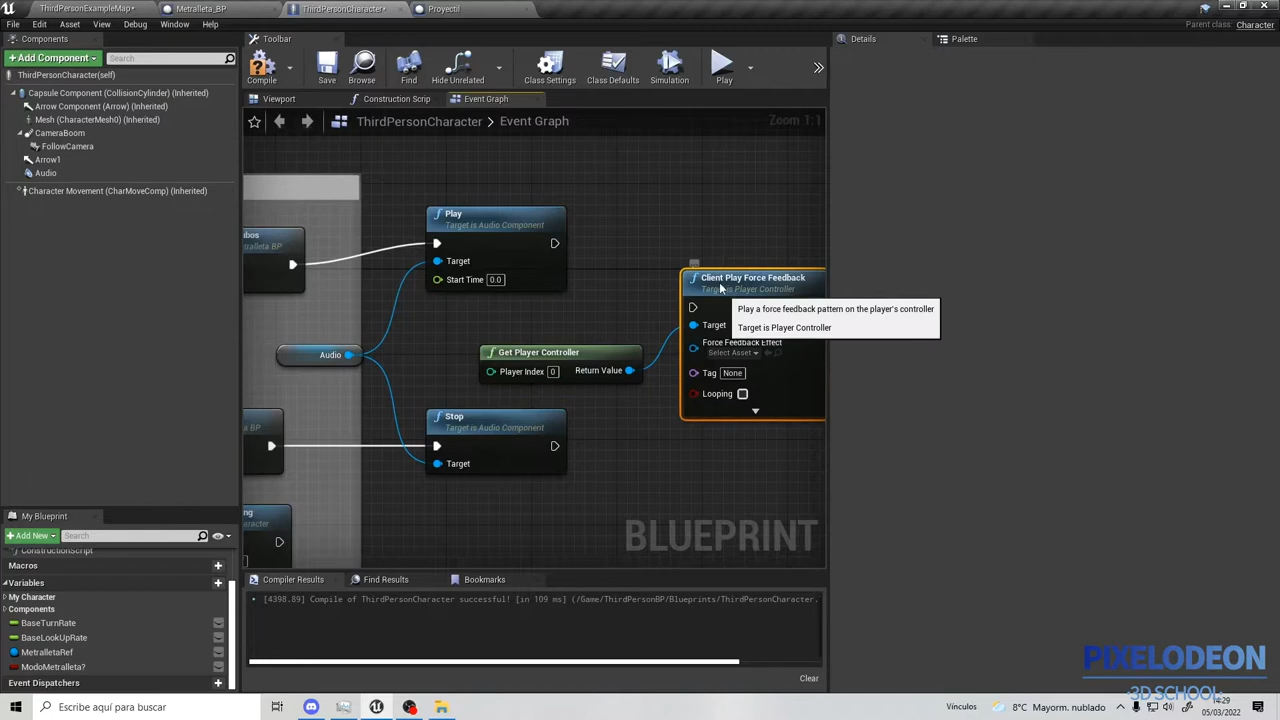 ThirdPersonExampleMap*
Metralleta_BP
ThirdPersonCharacter*
Proyectil
File
Edit
Asset
View
Debug
Window
Help
Parent class: Character
Components
+Add Component
Search
ThirdPersonCharacter(self)
Capsule Component (CollisionCylinder) (Inherited)
Arrow Component (Arrow) (Inherited)
Mesh (CharacterMesh0) (Inherited)
CameraBoom
FollowCamera
Arrow1
Audio
Character Movement (CharMoveComp) (Inherited)
Toolbar
Compile
Save
Browse
Find
Hide Unrelated
Class Settings
Class Defaults
Simulation
Play
Details
Palette
Viewport
Construction Scrip
Event Graph
ThirdPersonCharacter
Event Graph
Zoom 1:1
Play
Target is Audio Component
Target
Start Time 0.0
Audio
Get Player Controller
Player Index 0
Return Value
Stop
Target is Audio Component
Target
Client Play Force Feedback
Target is Player Controller
Target
Force Feedback Effect
Select Asset
Tag None
Looping
Play a force feedback pattern on the player's controller
Target is Player Controller
BLUEPRINT
My Blueprint
+Add New
Search
ConstructionScript
Macros
Variables
My Character
Components
BaseTurnRate
BaseLookUpRate
MetralletaRef
ModoMetralleta?
Event Dispatchers
Compiler Results
Find Results
Bookmarks
[4398.89] Compile of ThirdPersonCharacter successful! [in 109 ms] (/Game/ThirdPersonBP/Blueprints/ThirdPersonCharacter.
Clear
PIXELODEON
3D SCHOOL
Escribe aquí para buscar
Vínculos
8°C Mayorm. nublado
14:29
05/03/2022